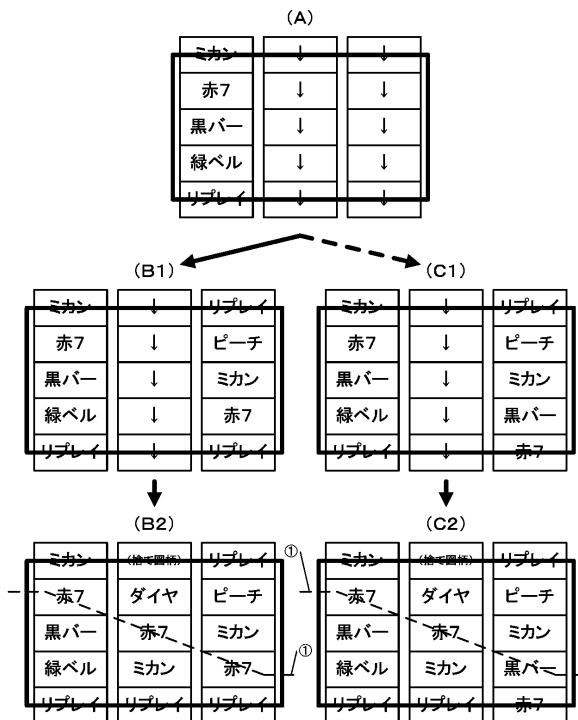 (A)
ミカン ↓ ↓
赤7 ↓ ↓
黒バー ↓ ↓
緑ベル ↓ ↓
リプレイ ↓ ↓
(B1) (C1)
ミカン ↓ リプレイ ミカン ↓ リプレイ
赤7 ↓ ピーチ 赤7 ↓ ピーチ
黒バー ↓ ミカン 黒バー ↓ ミカン
緑ベル ↓ 赤7 緑ベル ↓ 黒バー
リプレイ ↓ リプレイ リプレイ ↓ 赤7
(B2) (C2)
ミカン (捨て図柄) リプレイ ① ミカン (捨て図柄) リプレイ
赤7 ダイヤ ピーチ 赤7 ダイヤ ピーチ
黒バー 赤7 ミカン 黒バー 赤7 ミカン
緑ベル ミカン 赤7 ① 緑ベル ミカン 黒バー
リプレイ リプレイ リプレイ リプレイ リプレイ 赤7